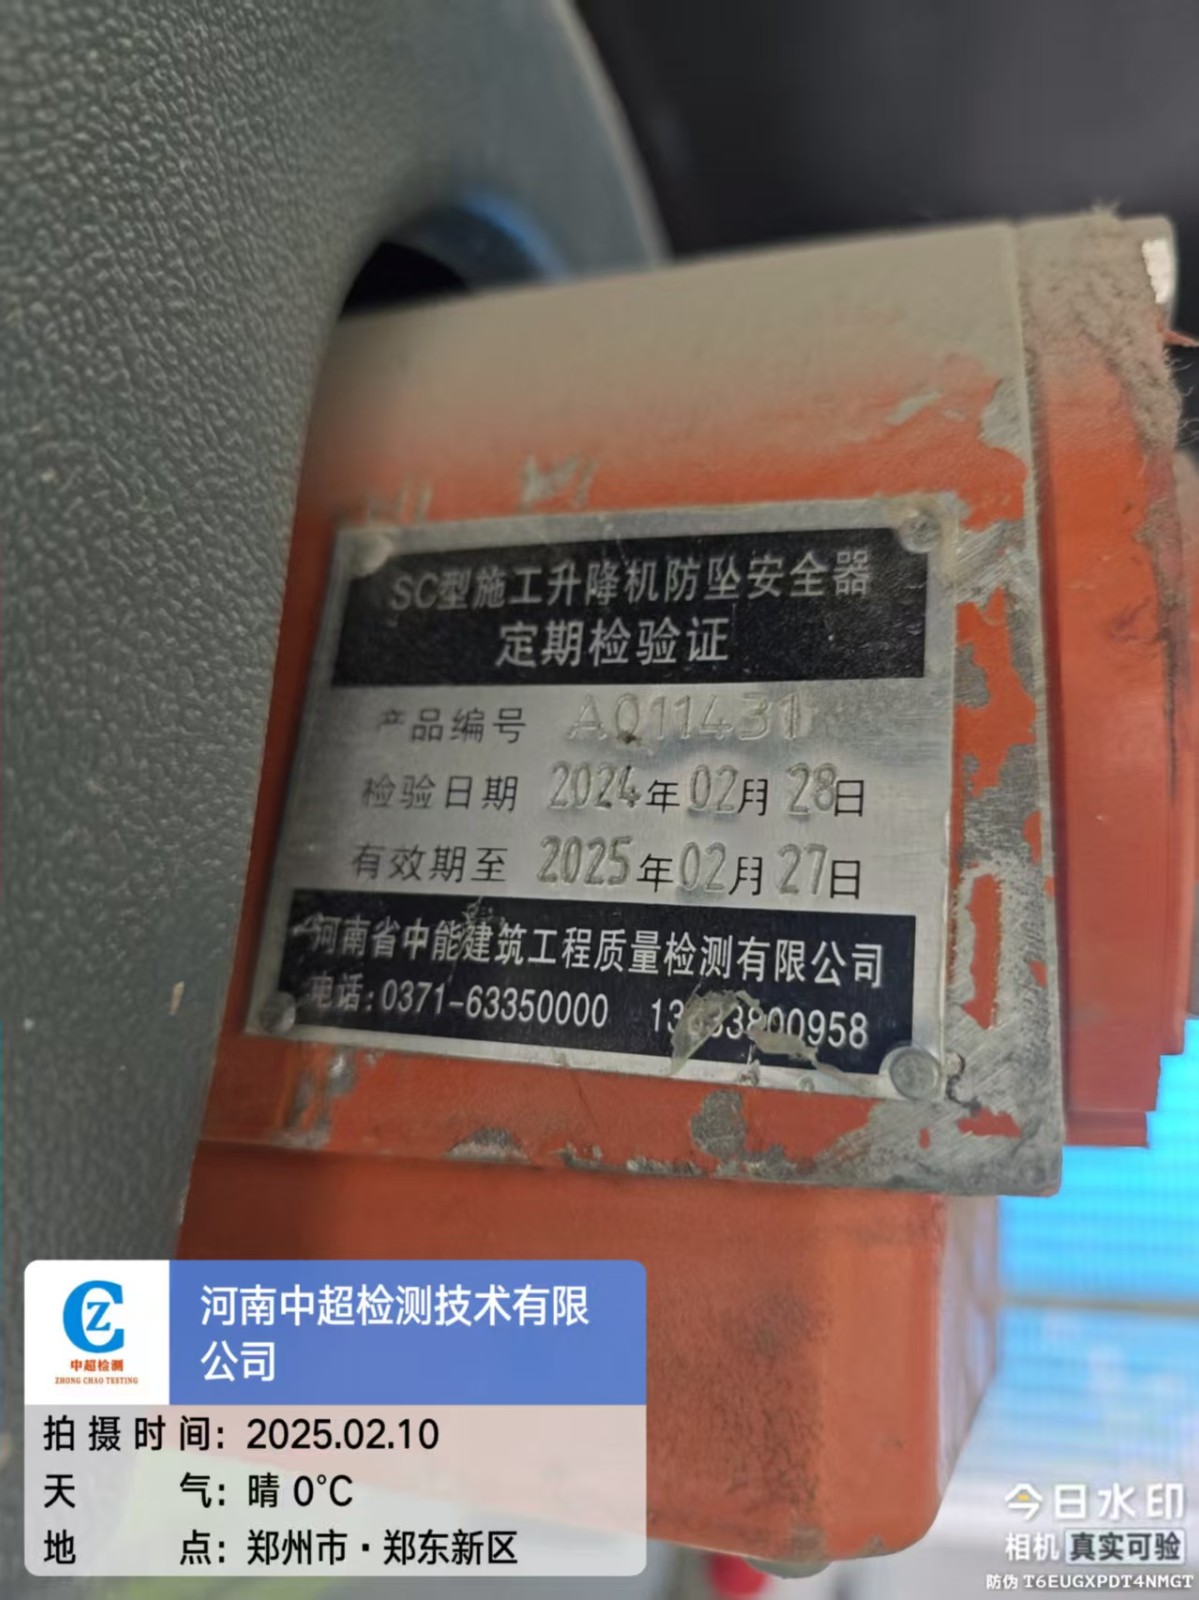 SC型施工升降机防坠安全器
定期检验证
产品编号 AQ11431
检验日期 2024年02月28日
有效期至 2025年02月27日
河南省中能建筑工程质量检测有限公司
电话:0371-63350000
河南中超检测技术有限
公司
中超检测
ZHONG CHAO TESTING
拍摄时间: 2025.02.10
天 气: 晴 0°C
地 点: 郑州市·郑东新区
今日水印
相机 真实可验
防伪 T6EUGXPDT4NMGT